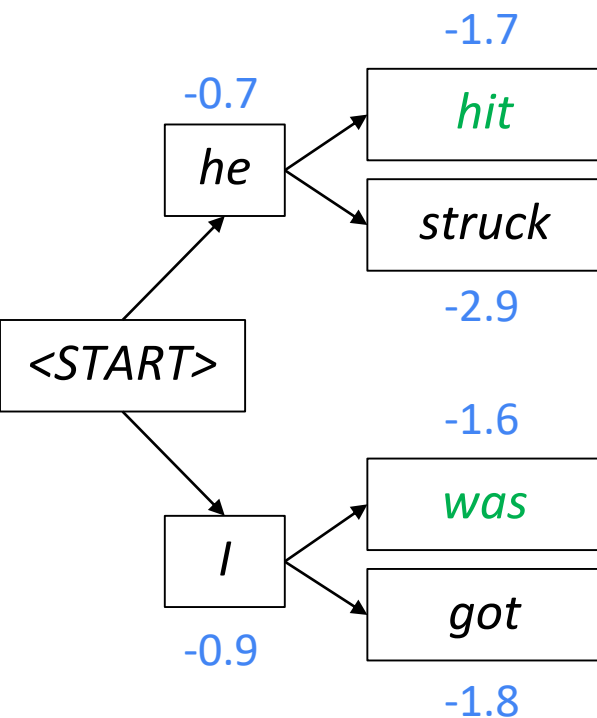 -1.7
-0.7
hit
he
struck
-2.9
<START>
-1.6
was
I
got
-0.9
-1.8